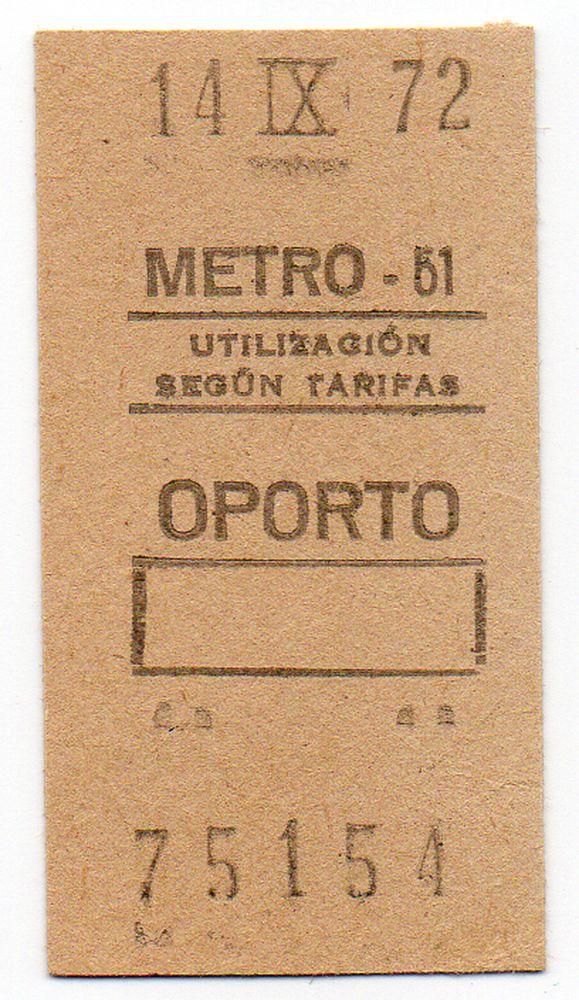 14 IX 72
METRO - 51
UTILIZACIÓN
SEGÚN TARIFAS
OPORTO
75154